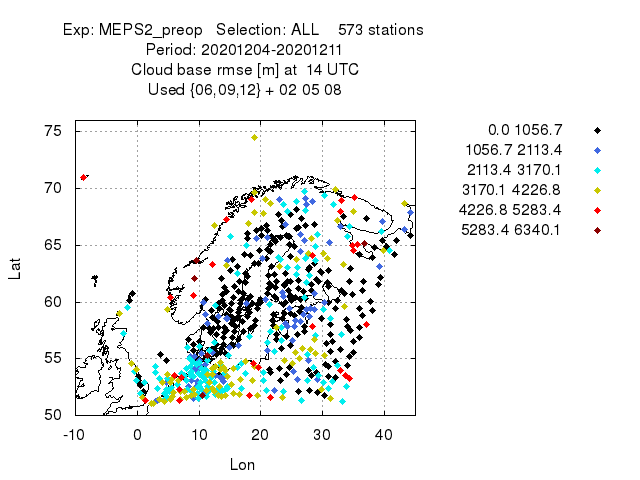 Exp: MEPS2_preop   Selection: ALL    573 stations
Period: 20201204-20201211
Cloud base rmse [m] at  14 UTC
Used {06,09,12} + 02 05 08
0.0 1056.7
1056.7 2113.4
2113.4 3170.1
3170.1 4226.8
4226.8 5283.4
5283.4 6340.1
75
70
65
60
55
50
Lat
-10 0 10 20 30 40
Lon